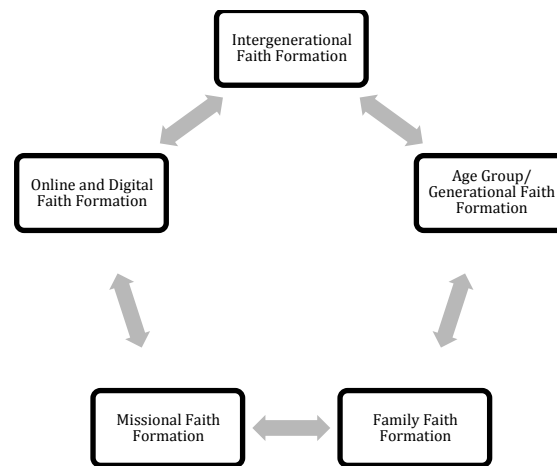 Intergenerational
Faith Formation
Online and Digital
Faith Formation
Age Group/
Generational Faith
Formation
Missional Faith
Formation
Family Faith
Formation